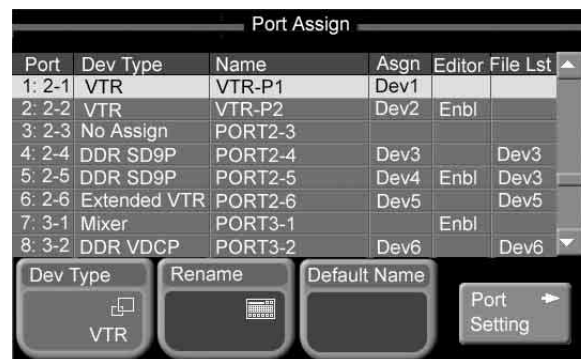 Port Assign
Port Dev Type Name Asgn Editor File Lst
1: 2-1 VTR VTR-P1 Dev1
2: 2-2 VTR VTR-P2 Dev2 Enbl
3: 2-3 No Assign PORT2-3
4: 2-4 DDR SD9P PORT2-4 Dev3 Dev3
5: 2-5 DDR SD9P PORT2-5 Dev4 Enbl Dev3
6: 2-6 Extended VTR PORT2-6 Dev5 Dev5
7: 3-1 Mixer PORT3-1 Enbl
8: 3-2 DDR VDCP PORT3-2 Dev6 Dev6
Dev Type Rename Default Name
VTR
Port
Setting